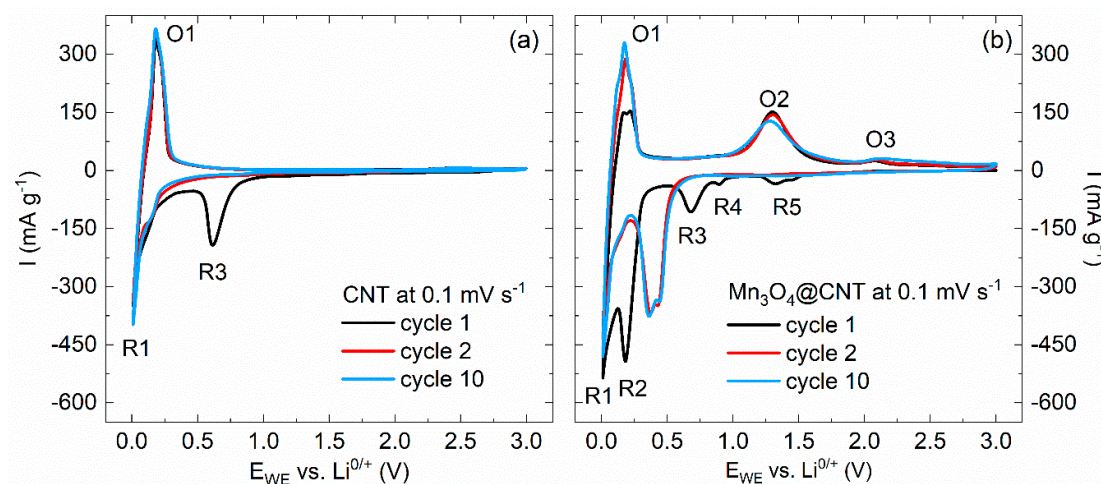 O1
(a)
300
150
0
-150
-300
-450
-600
I (mA g⁻¹)
R3
R1
CNT at 0.1 mV s⁻¹
cycle 1
cycle 2
cycle 10
0.0 0.5 1.0 1.5 2.0 2.5 3.0
E_WE vs. Li^0/+ (V)
O1
(b)
O2
O3
R4
R3
R5
R1
R2
Mn₃O₄@CNT at 0.1 mV s⁻¹
cycle 1
cycle 2
cycle 10
300
150
0
-150
-300
-450
-600
I (mA g⁻¹)
0.0 0.5 1.0 1.5 2.0 2.5 3.0
E_WE vs. Li^0/+ (V)